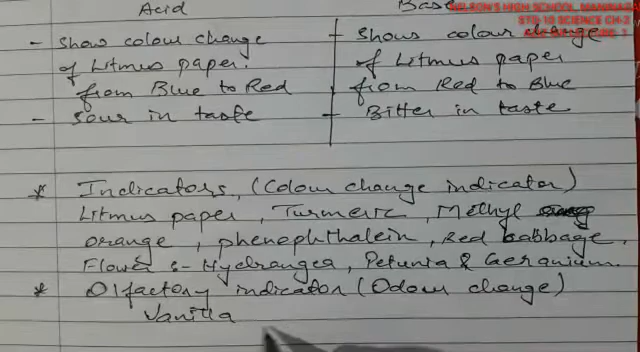 Acid Base
- Show colour change - Shows colour change
of Litmus paper. of Litmus paper
from Blue to Red from Red to Blue
- Sour in taste - Bitter in taste
* Indicators, (Colour change indicator)
Litmus paper, Turmeric, Methyl
orange, phenophthalein, Red Cabbage.
Flower :- Hydrangea, Petunia & Geranium.
* Olfactory indicator (Odour change)
Vanilla